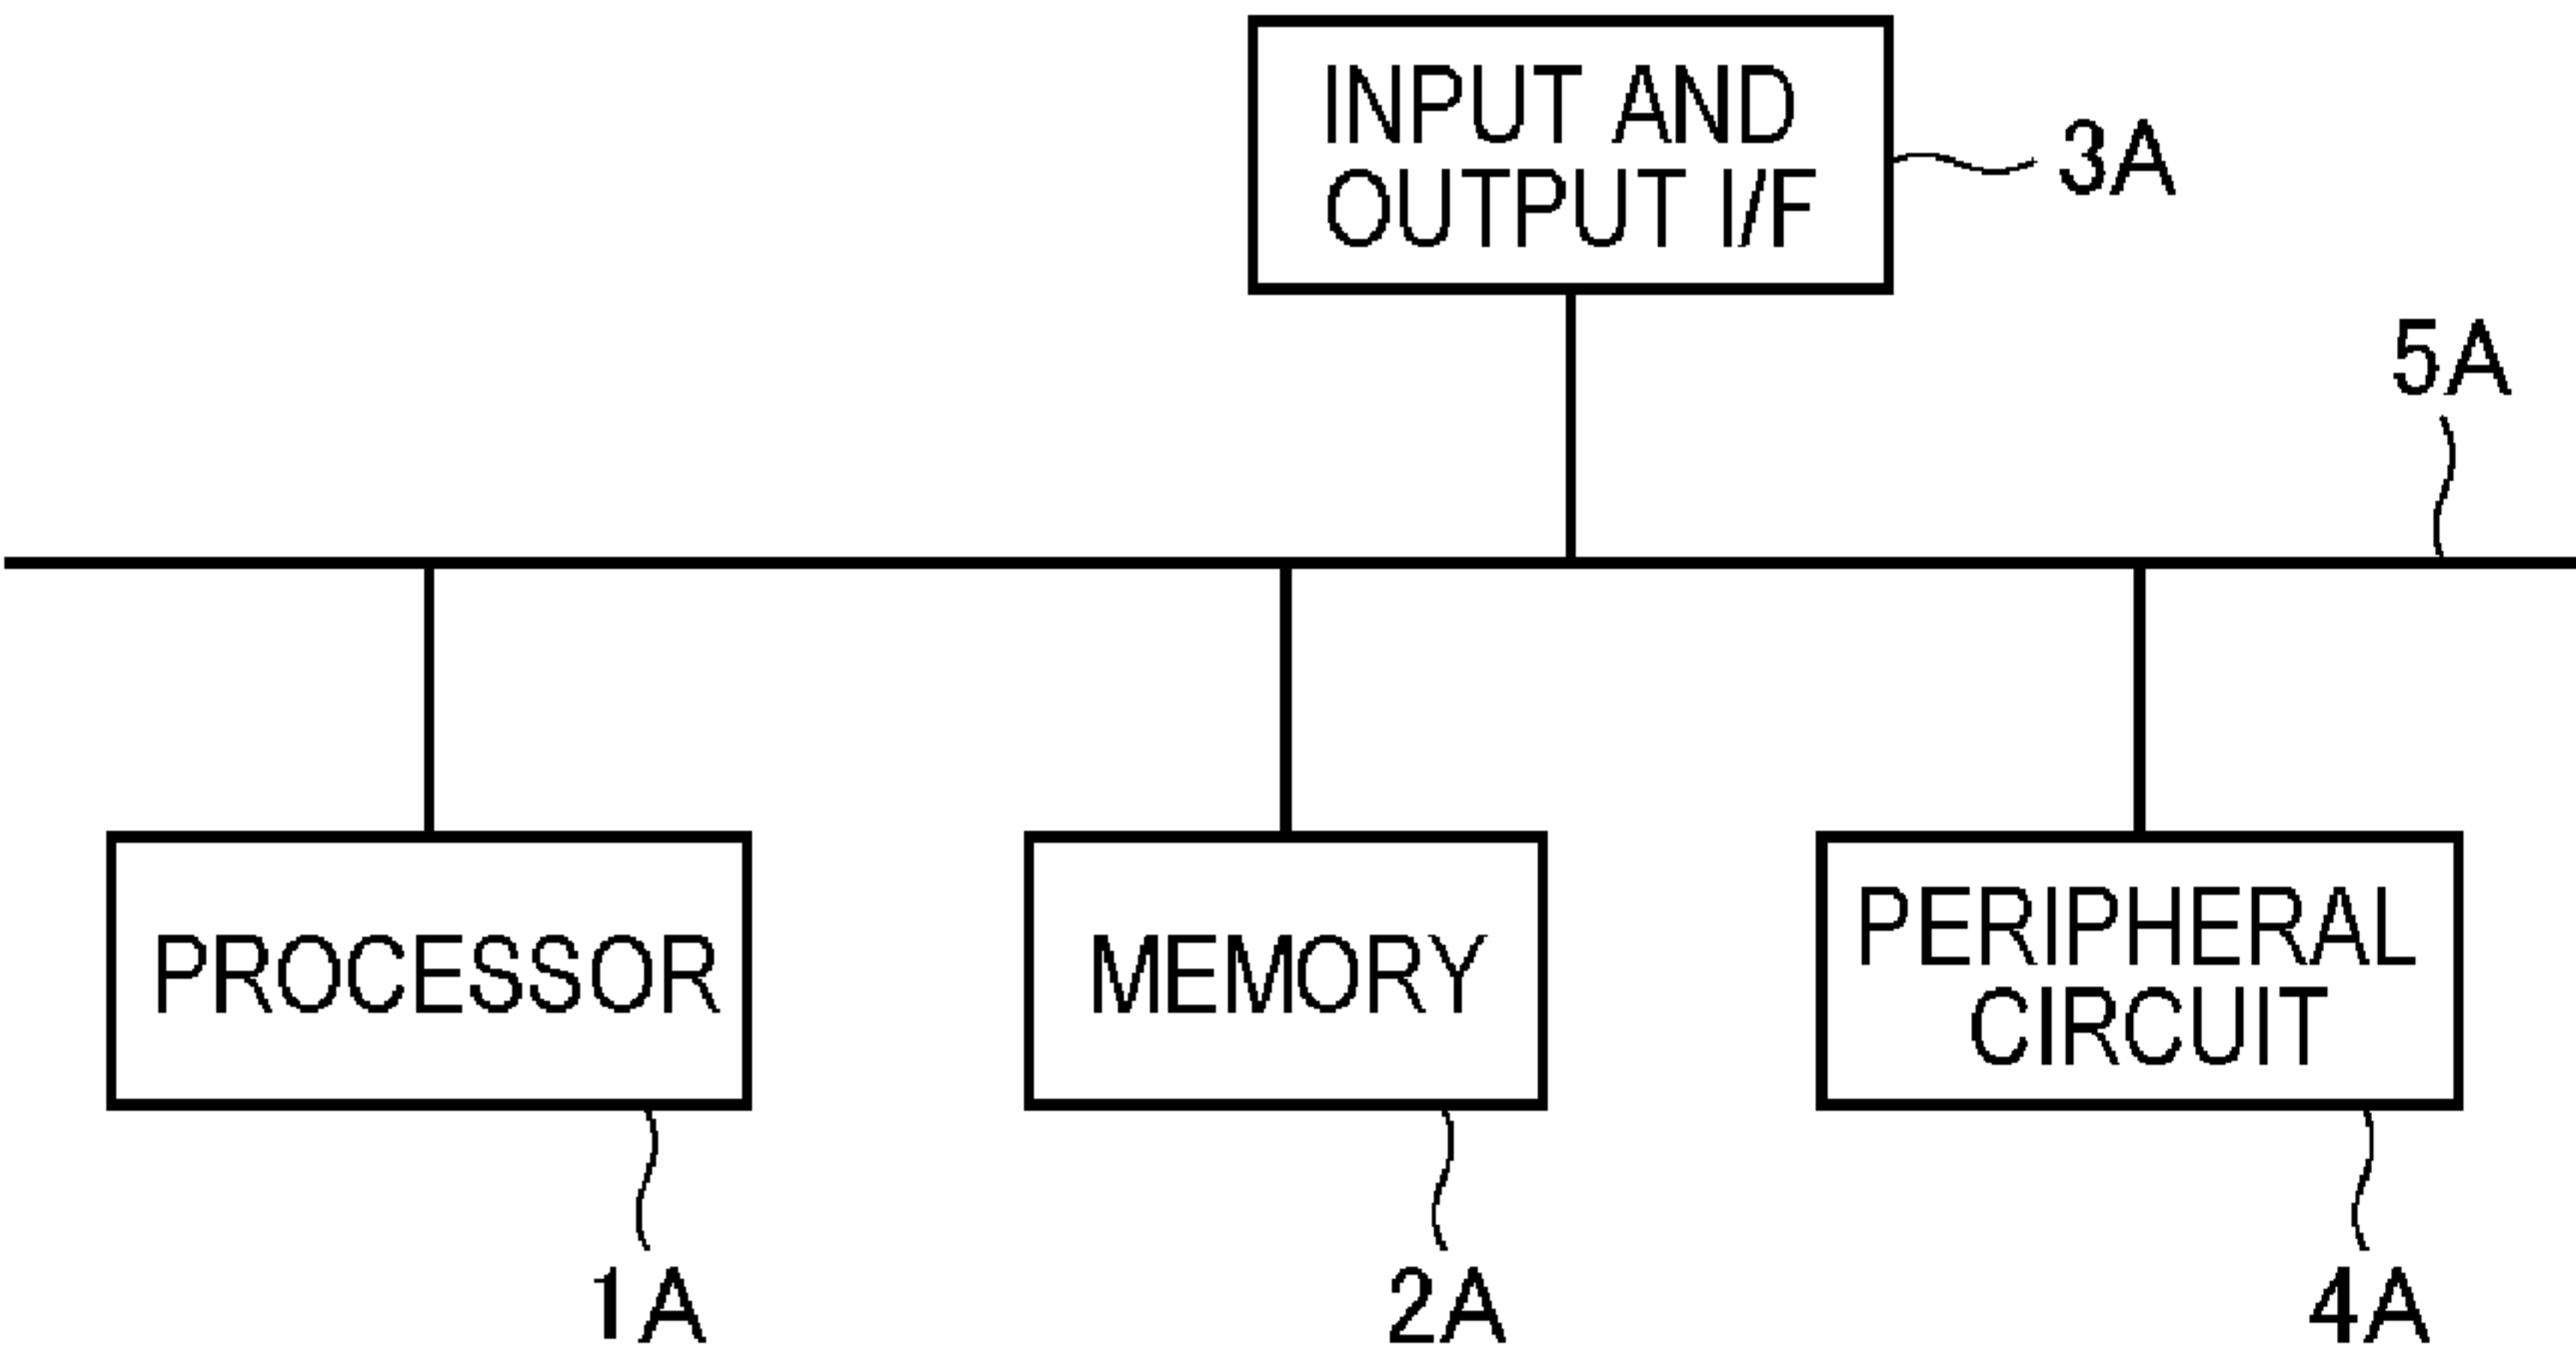 INPUT AND
OUTPUT I/F
3A
5A
PROCESSOR
MEMORY
PERIPHERAL
CIRCUIT
1A
2A
4A